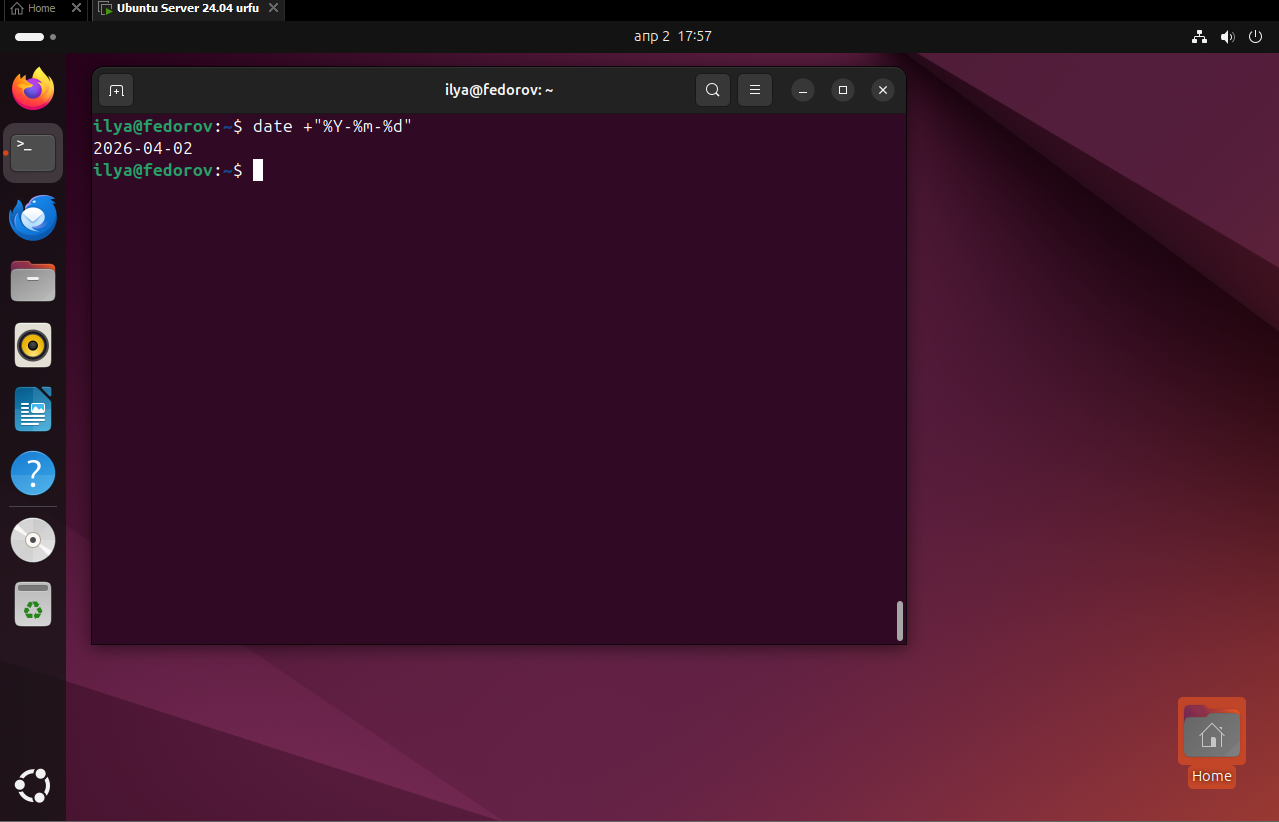 Home
Ubuntu Server 24.04 urfu
апр 2 17:57
ilya@fedorov: ~
ilya@fedorov:~$ date +"%Y-%m-%d"
2026-04-02
ilya@fedorov:~$
Home